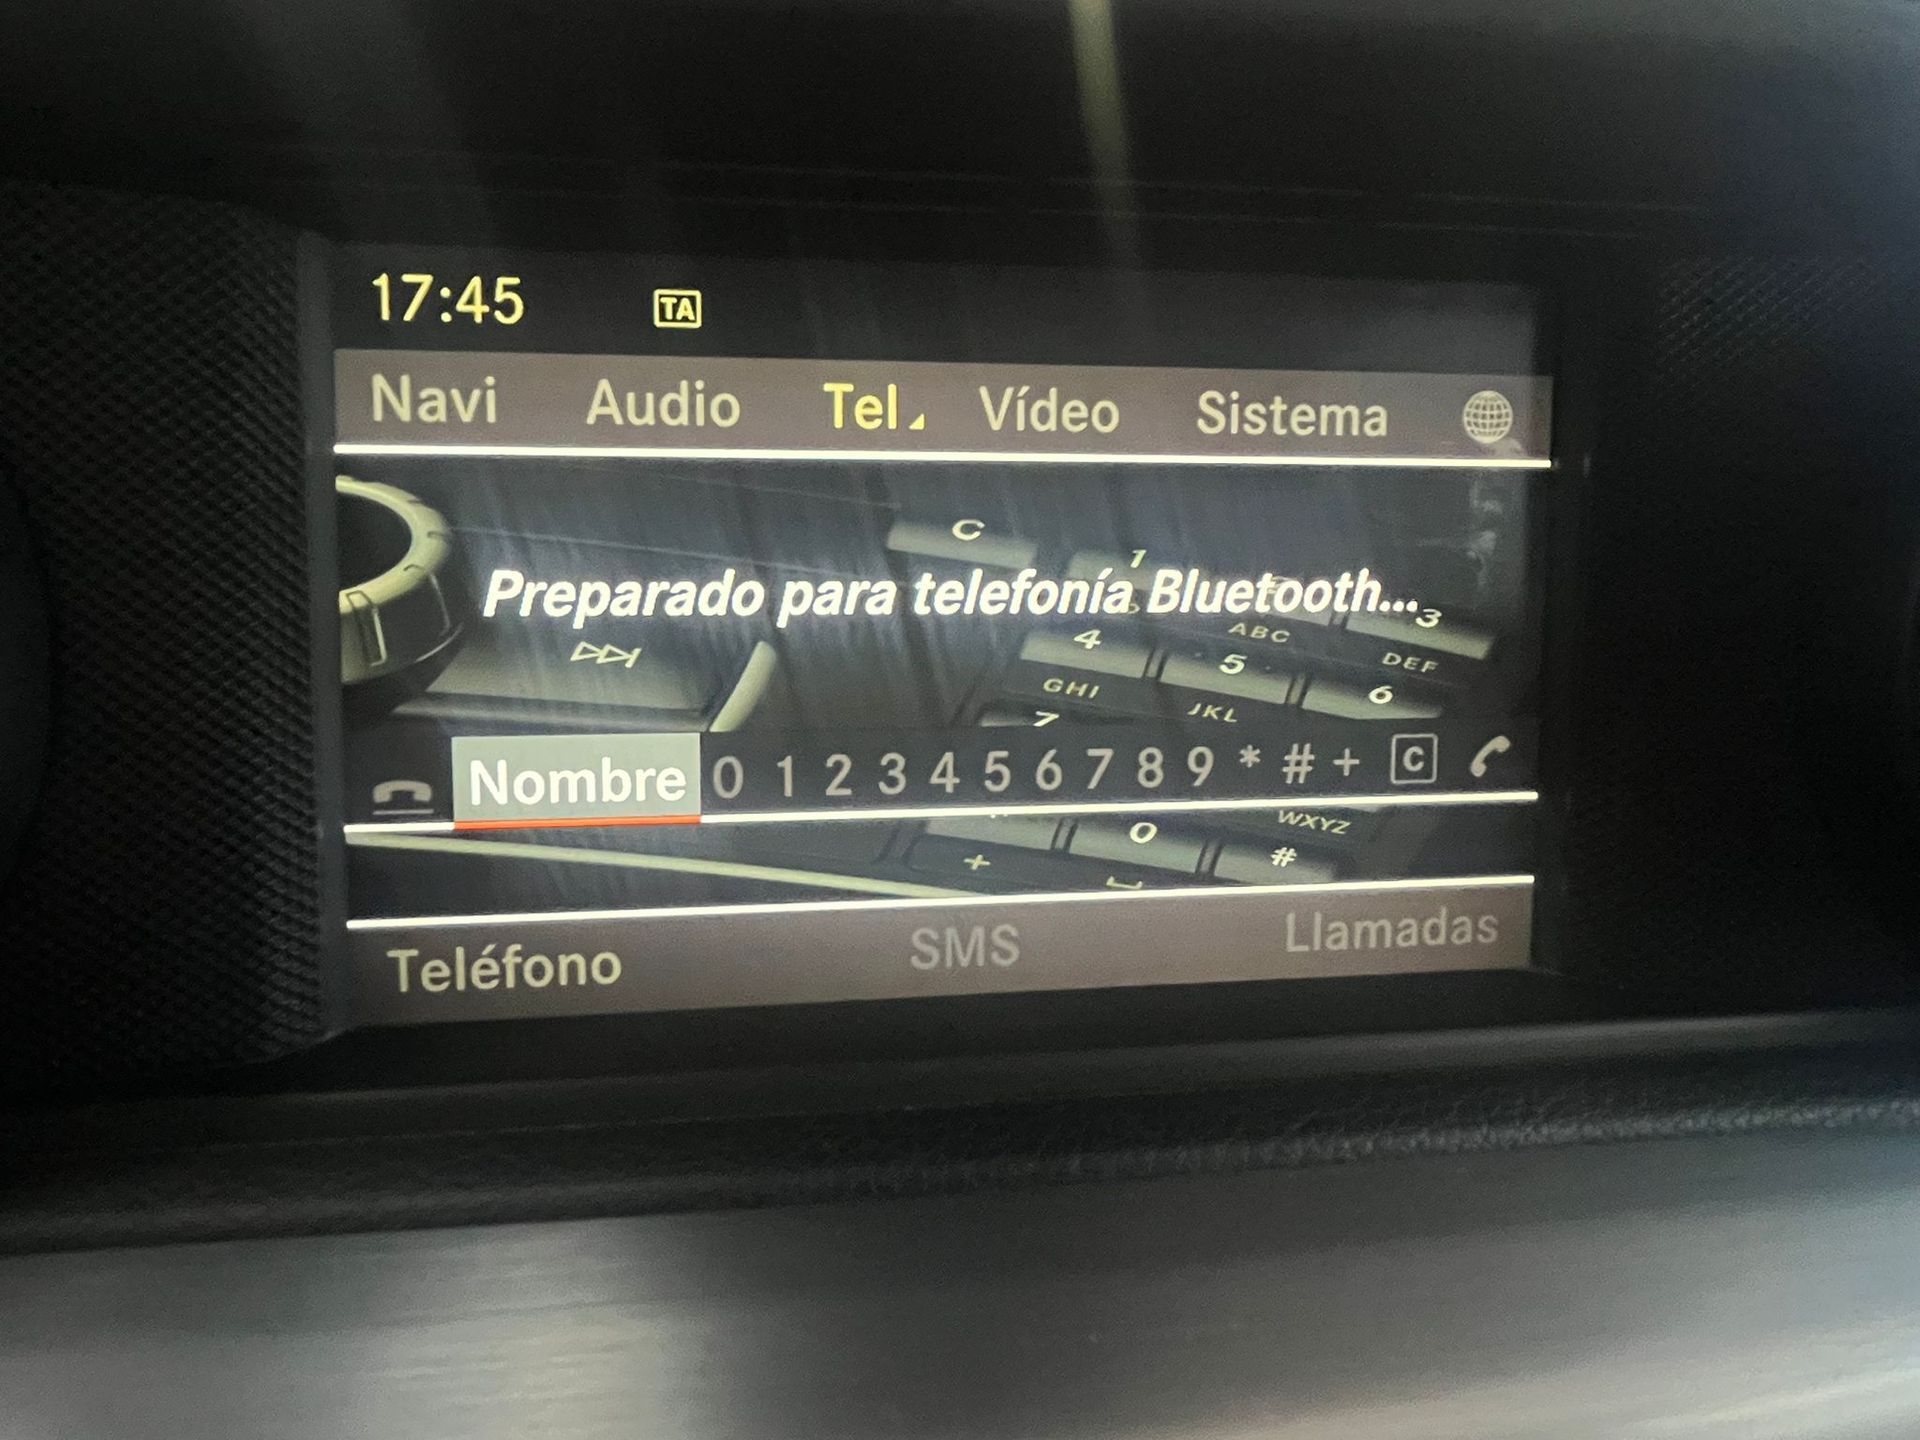 17:45 TA
Navi Audio Tel Vídeo Sistema
C
1
Preparado para telefonía Bluetooth...
3
ABC
4 5 DEF
GHI 6
JKL
7
Nombre 0 1 2 3 4 5 6 7 8 9 * # + C
WXYZ
0
+ #
Teléfono SMS Llamadas